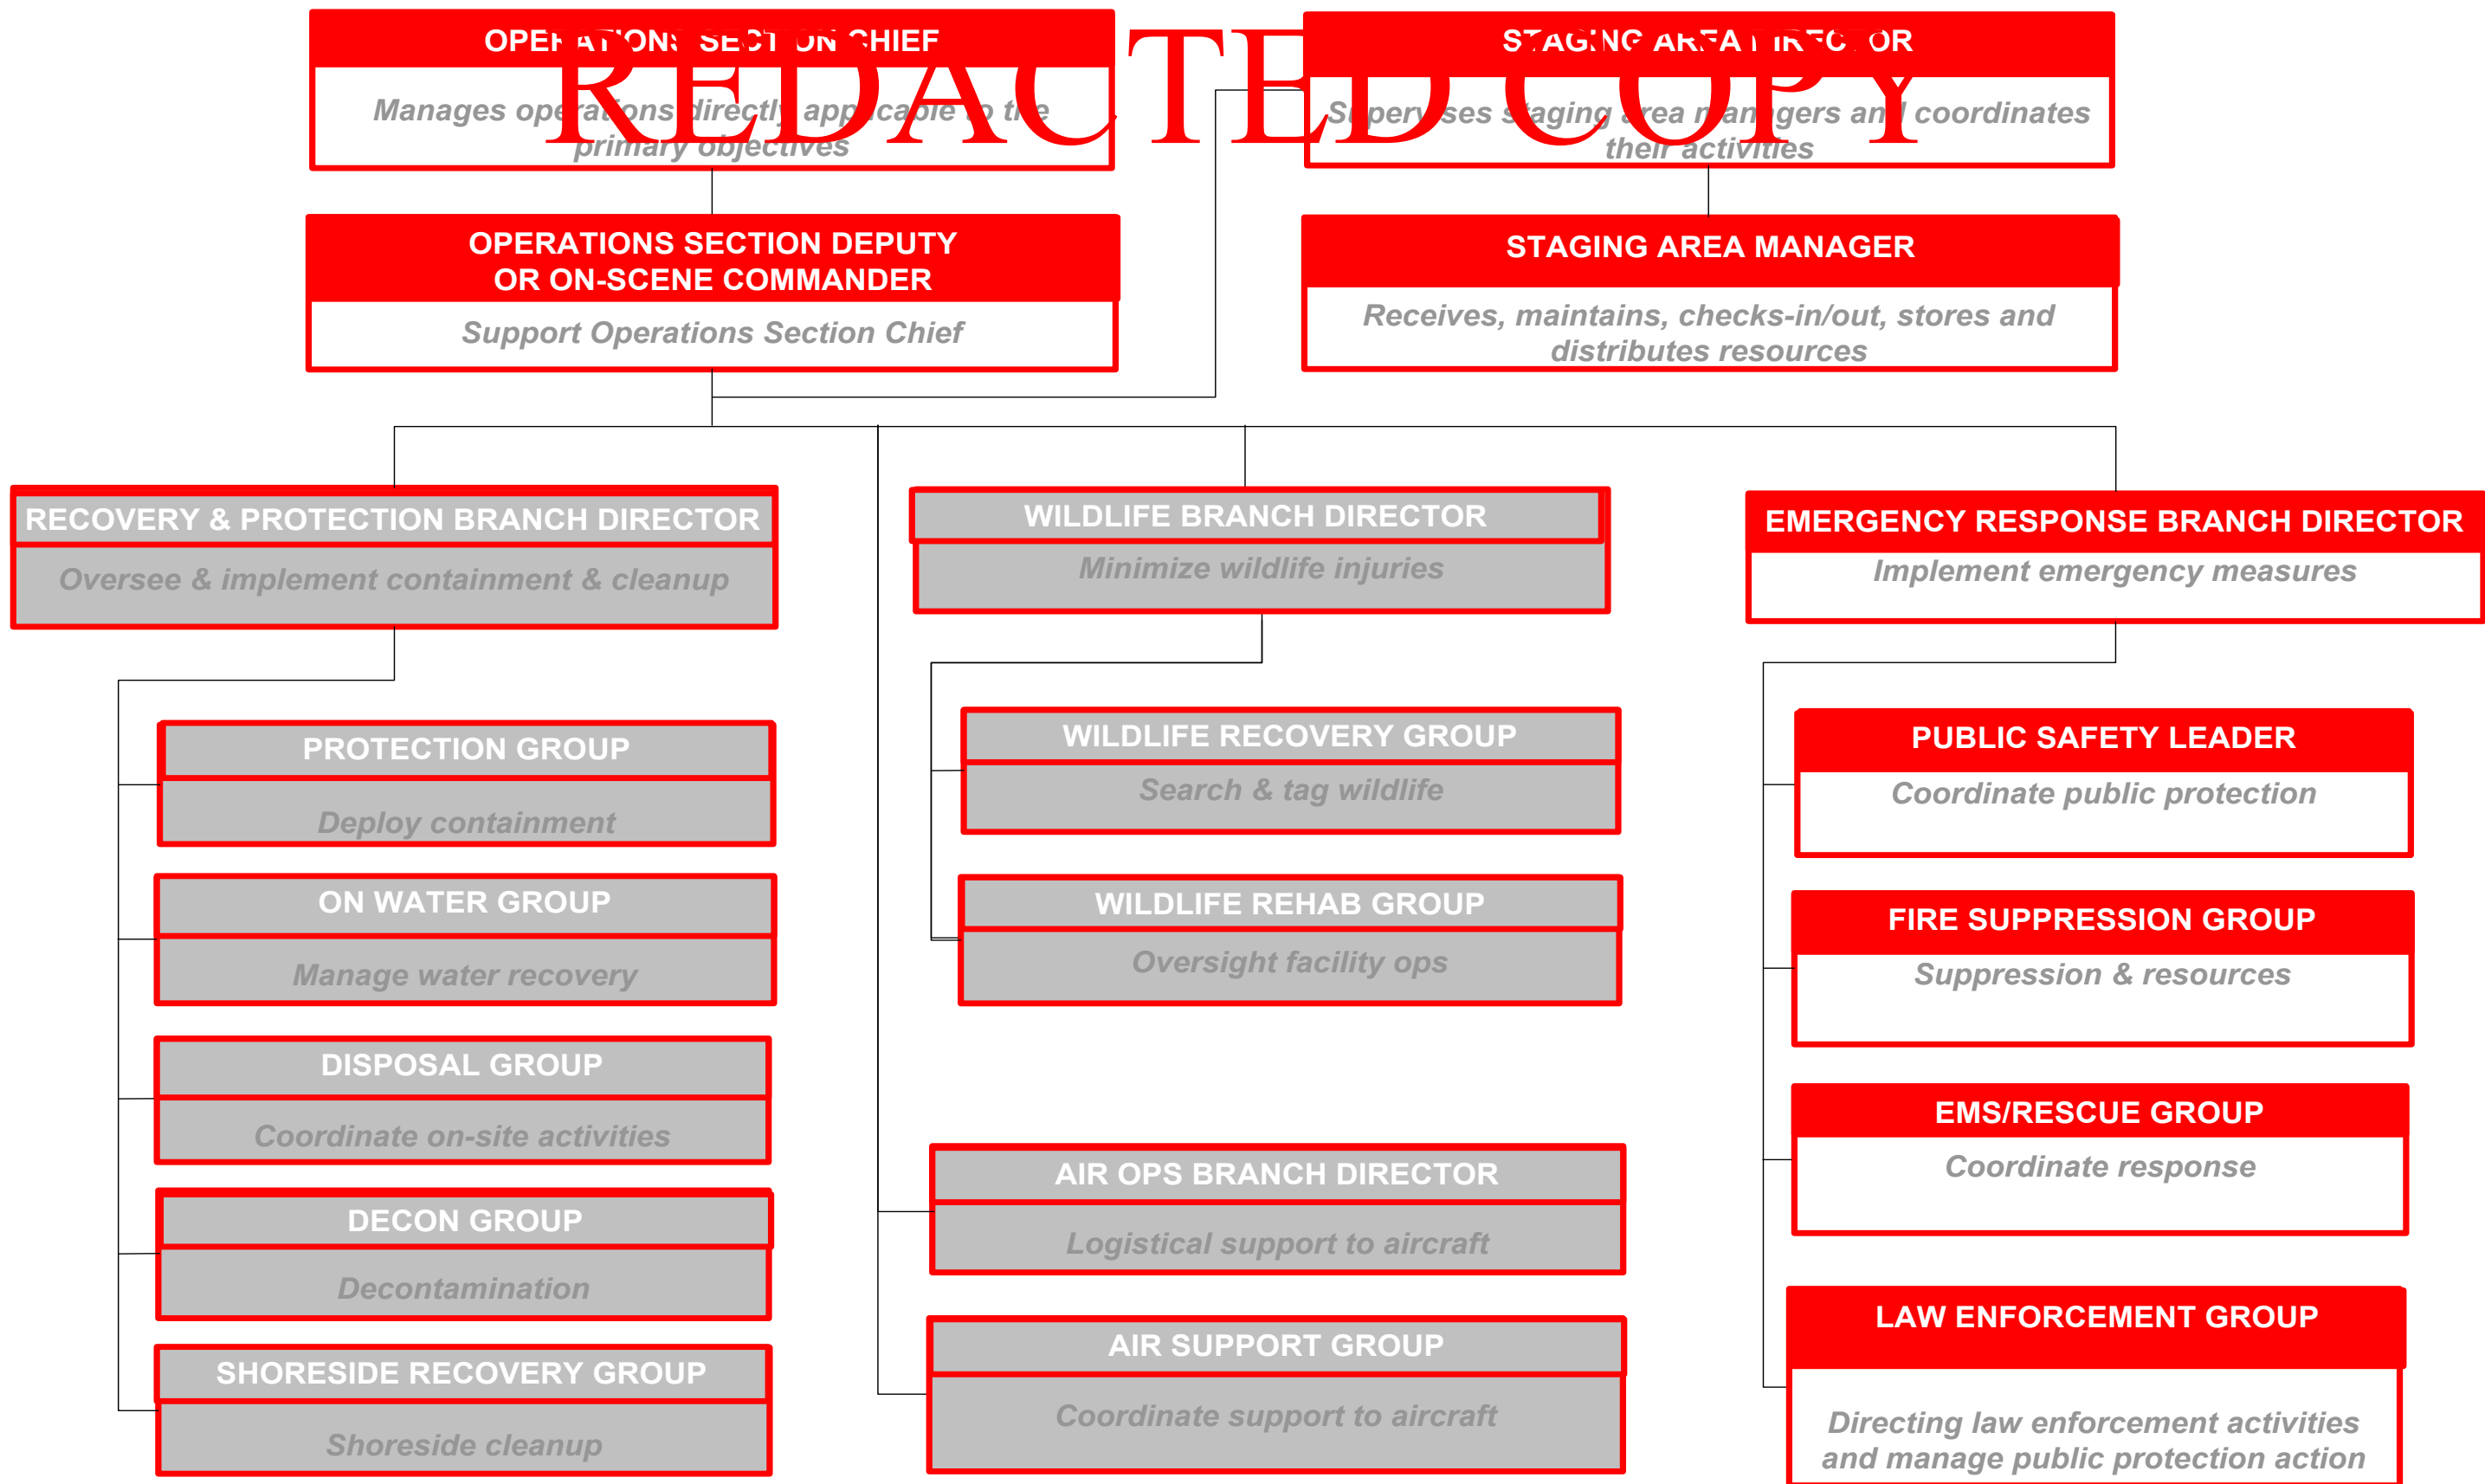 REDACTED COPY
OPERATIONS SECTION CHIEF
Manages operations directly applicable to the
primary objectives
STAGING AREA DIRECTOR
Supervises staging area managers and coordinates
their activities
OPERATIONS SECTION DEPUTY
OR ON-SCENE COMMANDER
Support Operations Section Chief
STAGING AREA MANAGER
Receives, maintains, checks-in/out, stores and
distributes resources
RECOVERY & PROTECTION BRANCH DIRECTOR
Oversee & implement containment & cleanup
PROTECTION GROUP
Deploy containment
ON WATER GROUP
Manage water recovery
DISPOSAL GROUP
Coordinate on-site activities
DECON GROUP
Decontamination
SHORESIDE RECOVERY GROUP
Shoreside cleanup
WILDLIFE BRANCH DIRECTOR
Minimize wildlife injuries
WILDLIFE RECOVERY GROUP
Search & tag wildlife
WILDLIFE REHAB GROUP
Oversight facility ops
AIR OPS BRANCH DIRECTOR
Logistical support to aircraft
AIR SUPPORT GROUP
Coordinate support to aircraft
EMERGENCY RESPONSE BRANCH DIRECTOR
Implement emergency measures
PUBLIC SAFETY LEADER
Coordinate public protection
FIRE SUPPRESSION GROUP
Suppression & resources
EMS/RESCUE GROUP
Coordinate response
LAW ENFORCEMENT GROUP
Directing law enforcement activities
and manage public protection action